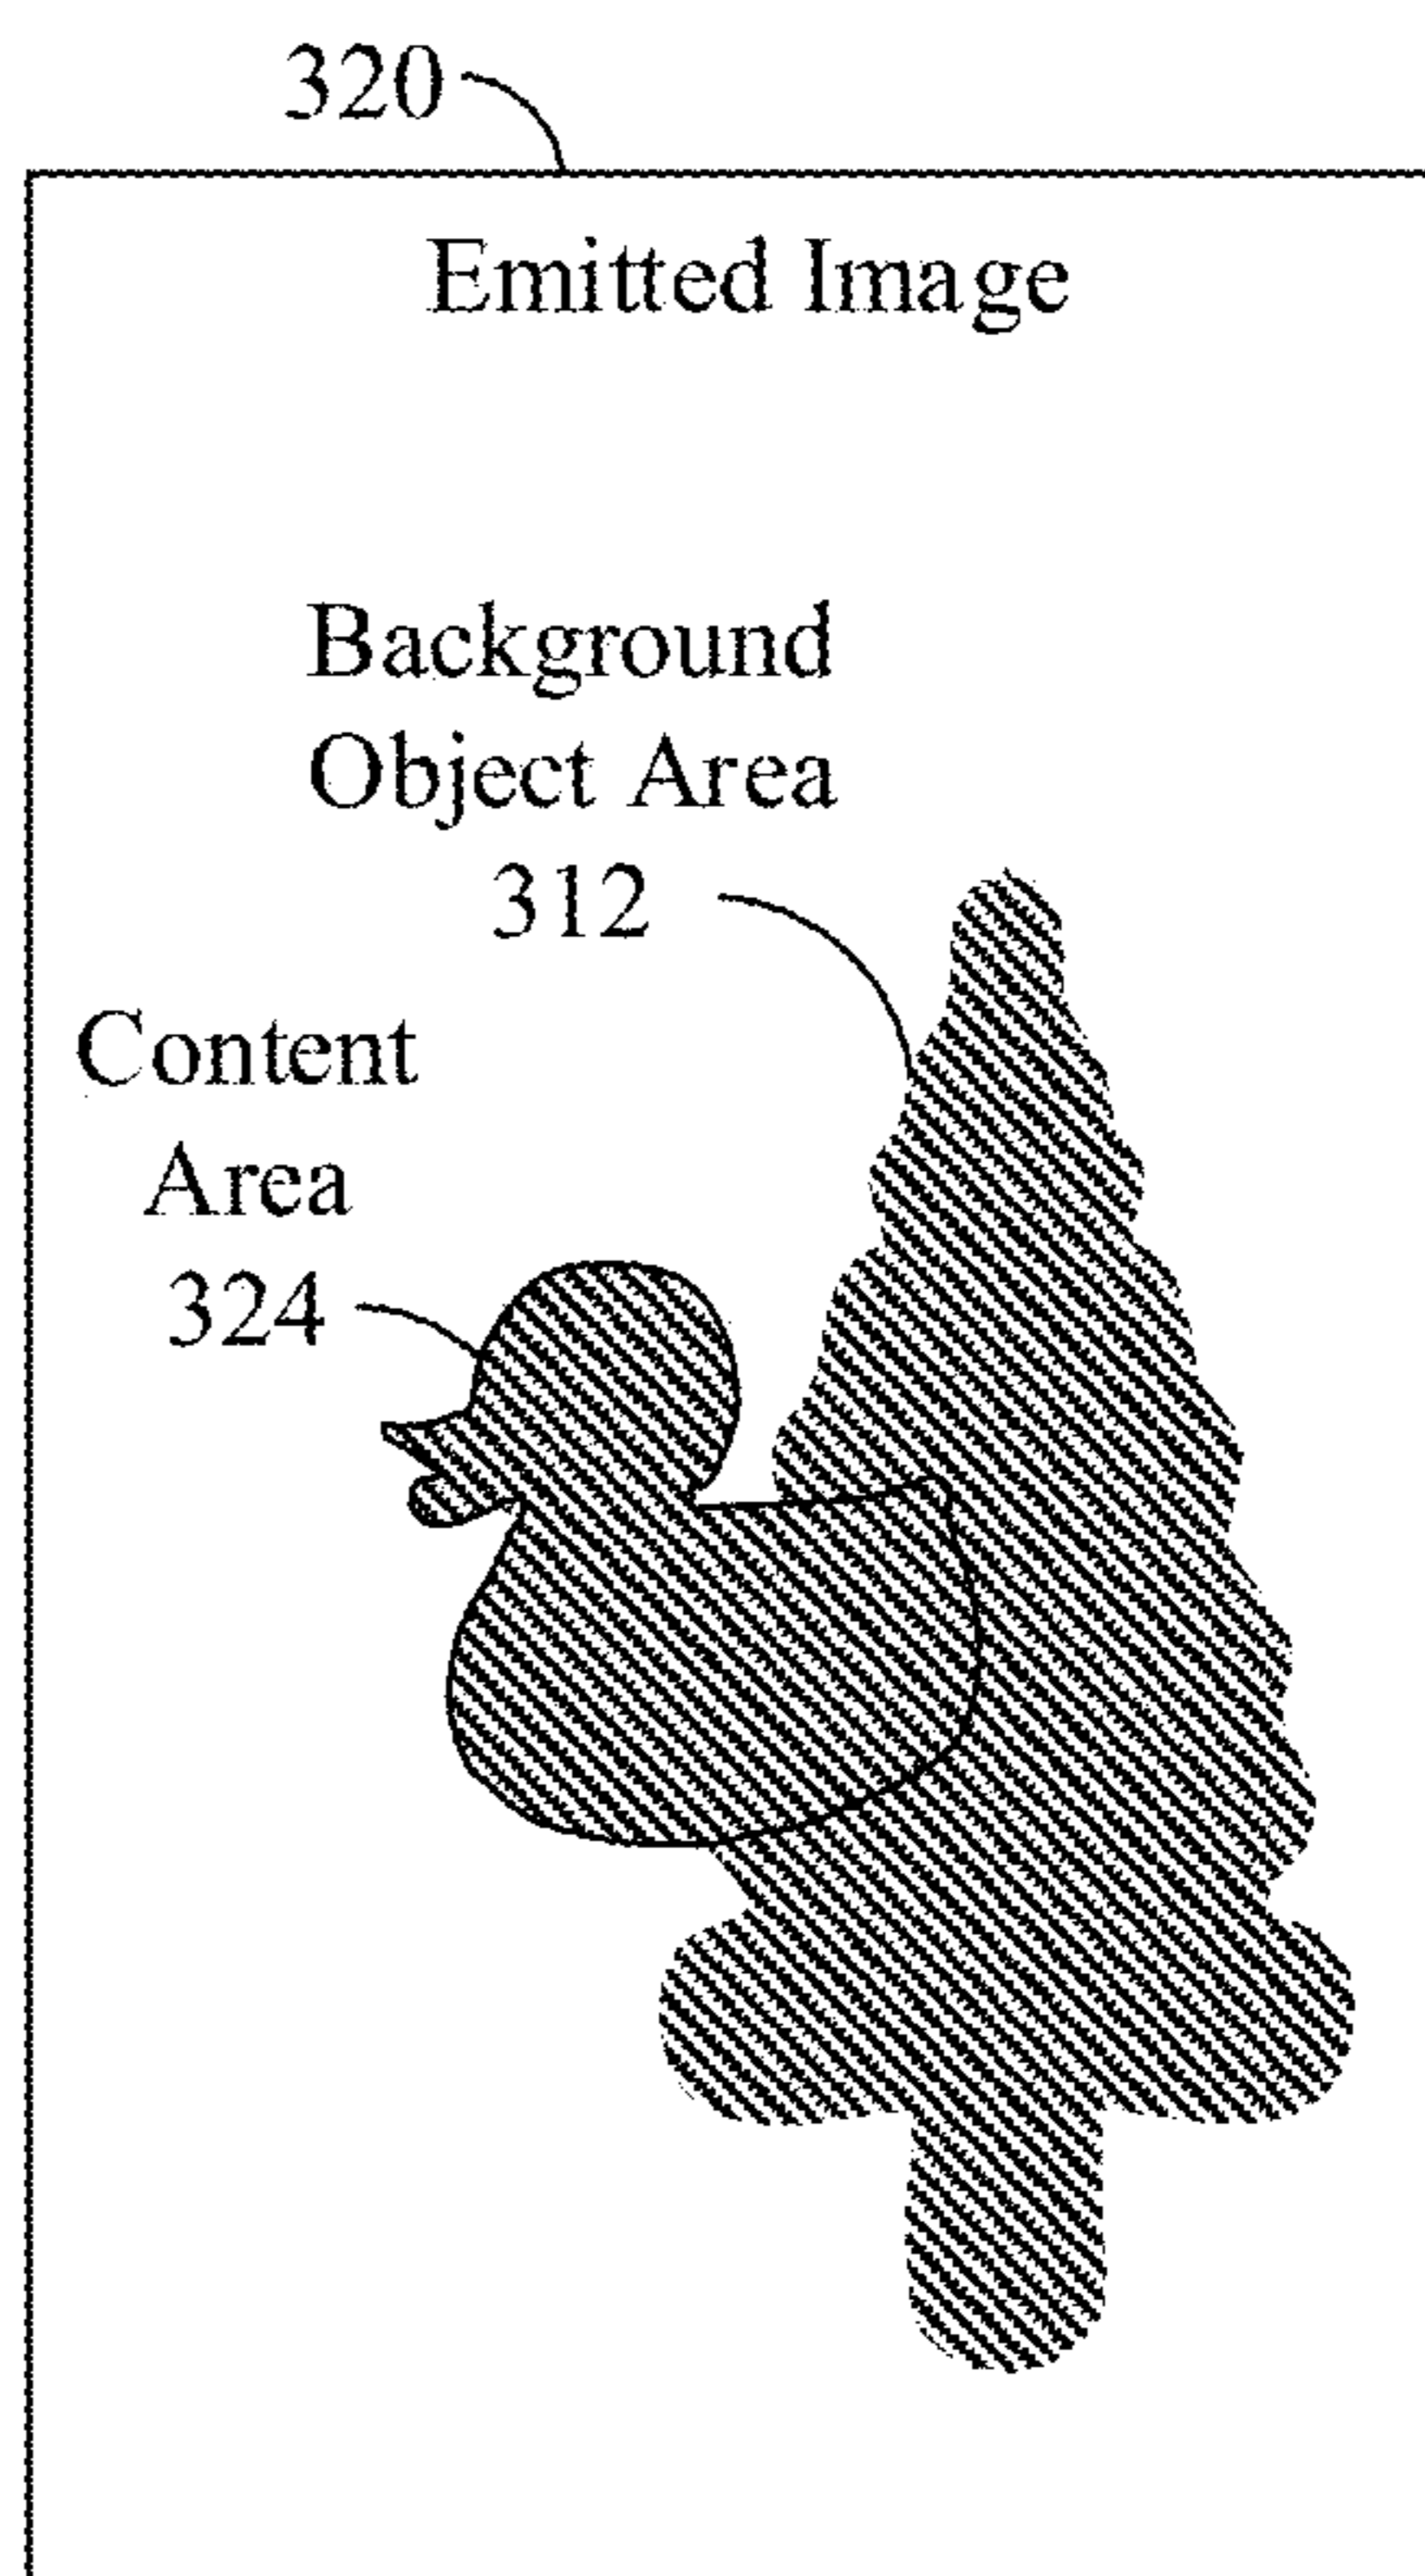 320
Emitted Image
Background
Object Area
312
Content
Area
324